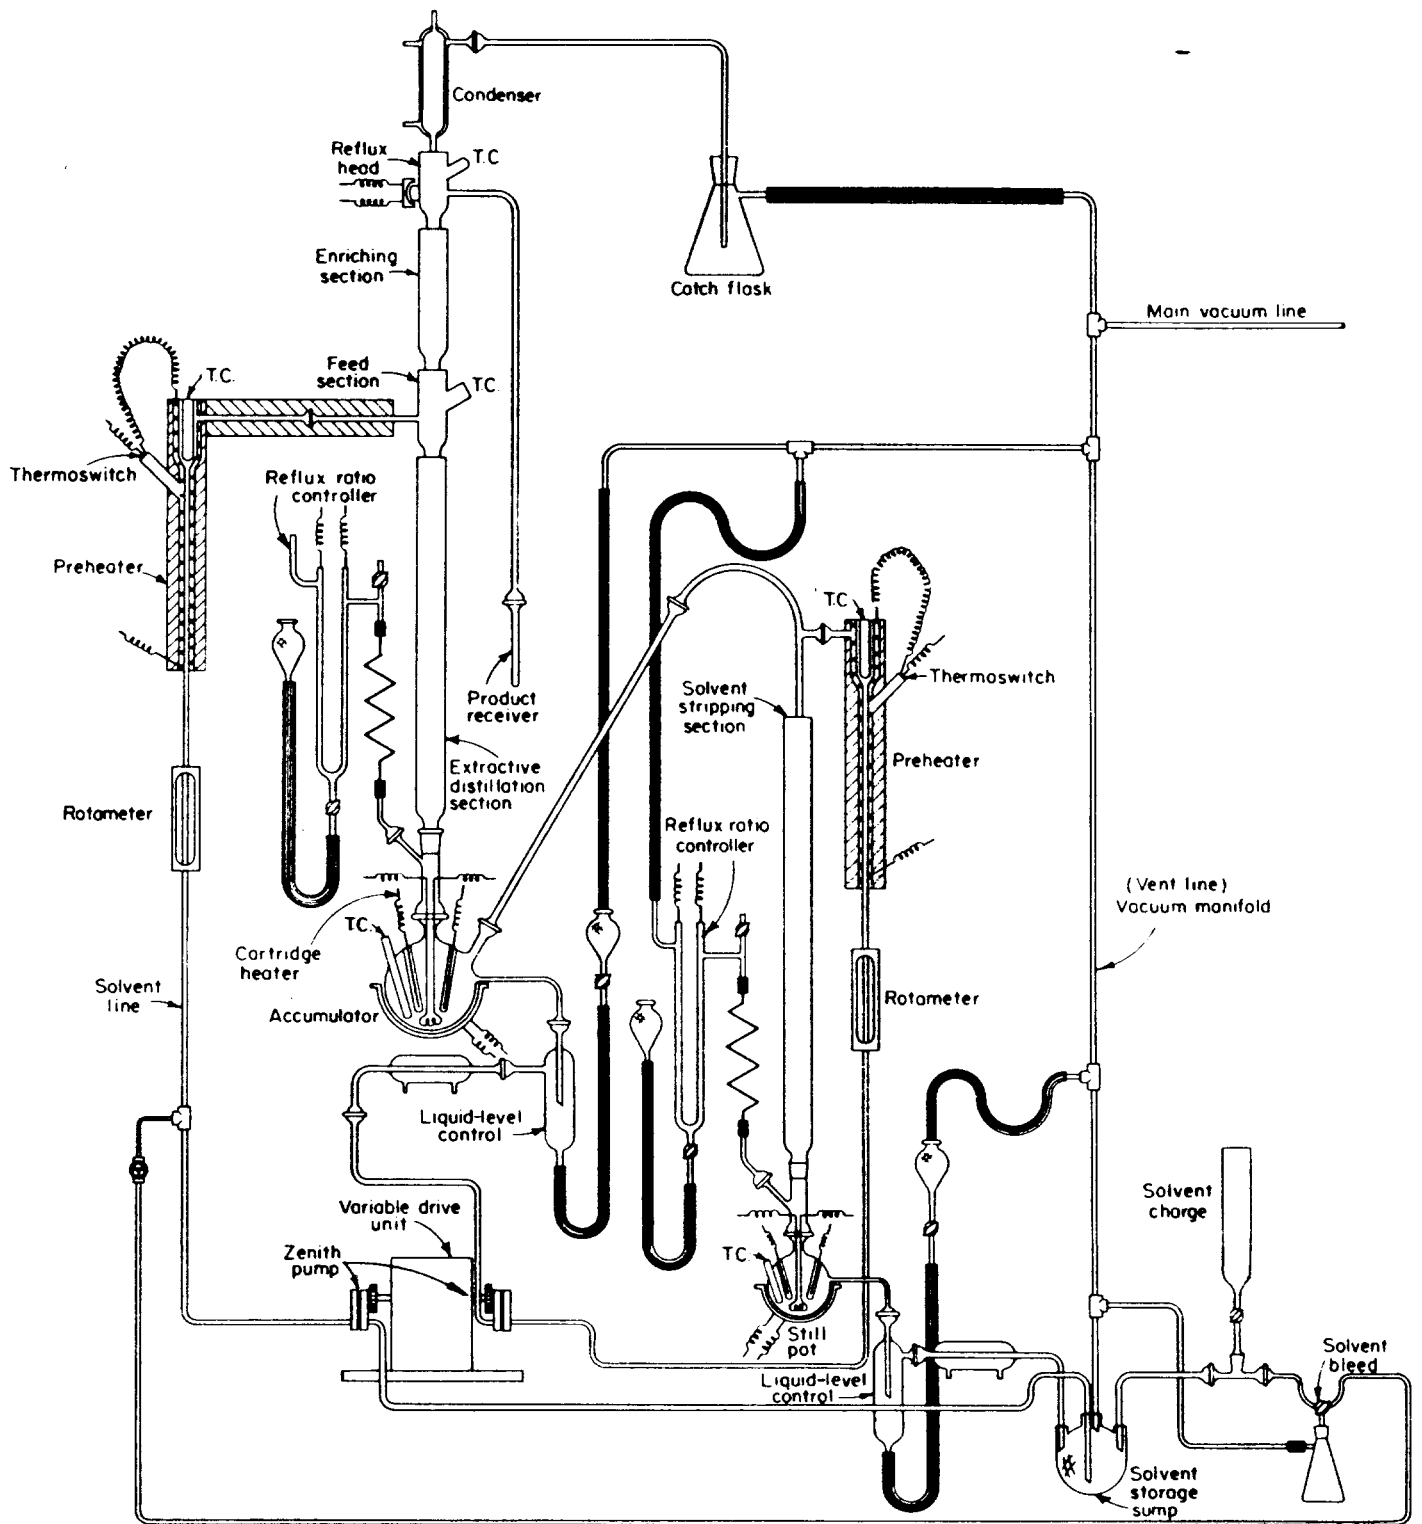 Condenser
Reflux
head
T.C
Enriching
section
Catch flask
Main vacuum line
Feed
section
T.C.
T.C.
Thermoswitch
Reflux ratio
controller
Preheater
T.C
Thermoswitch
Product
receiver
Solvent
stripping
section
Preheater
Extractive
distillation
section
Rotameter
Reflux ratio
controller
(Vent line)
Vacuum manifold
T.C.
Cartridge
heater
Solvent
line
Accumulator
Rotameter
Liquid-level
control
Solvent
charge
Variable drive
unit
Zenith
pump
T.C.
Still
pot
Solvent
bleed
Liquid-level
control
Solvent
storage
sump